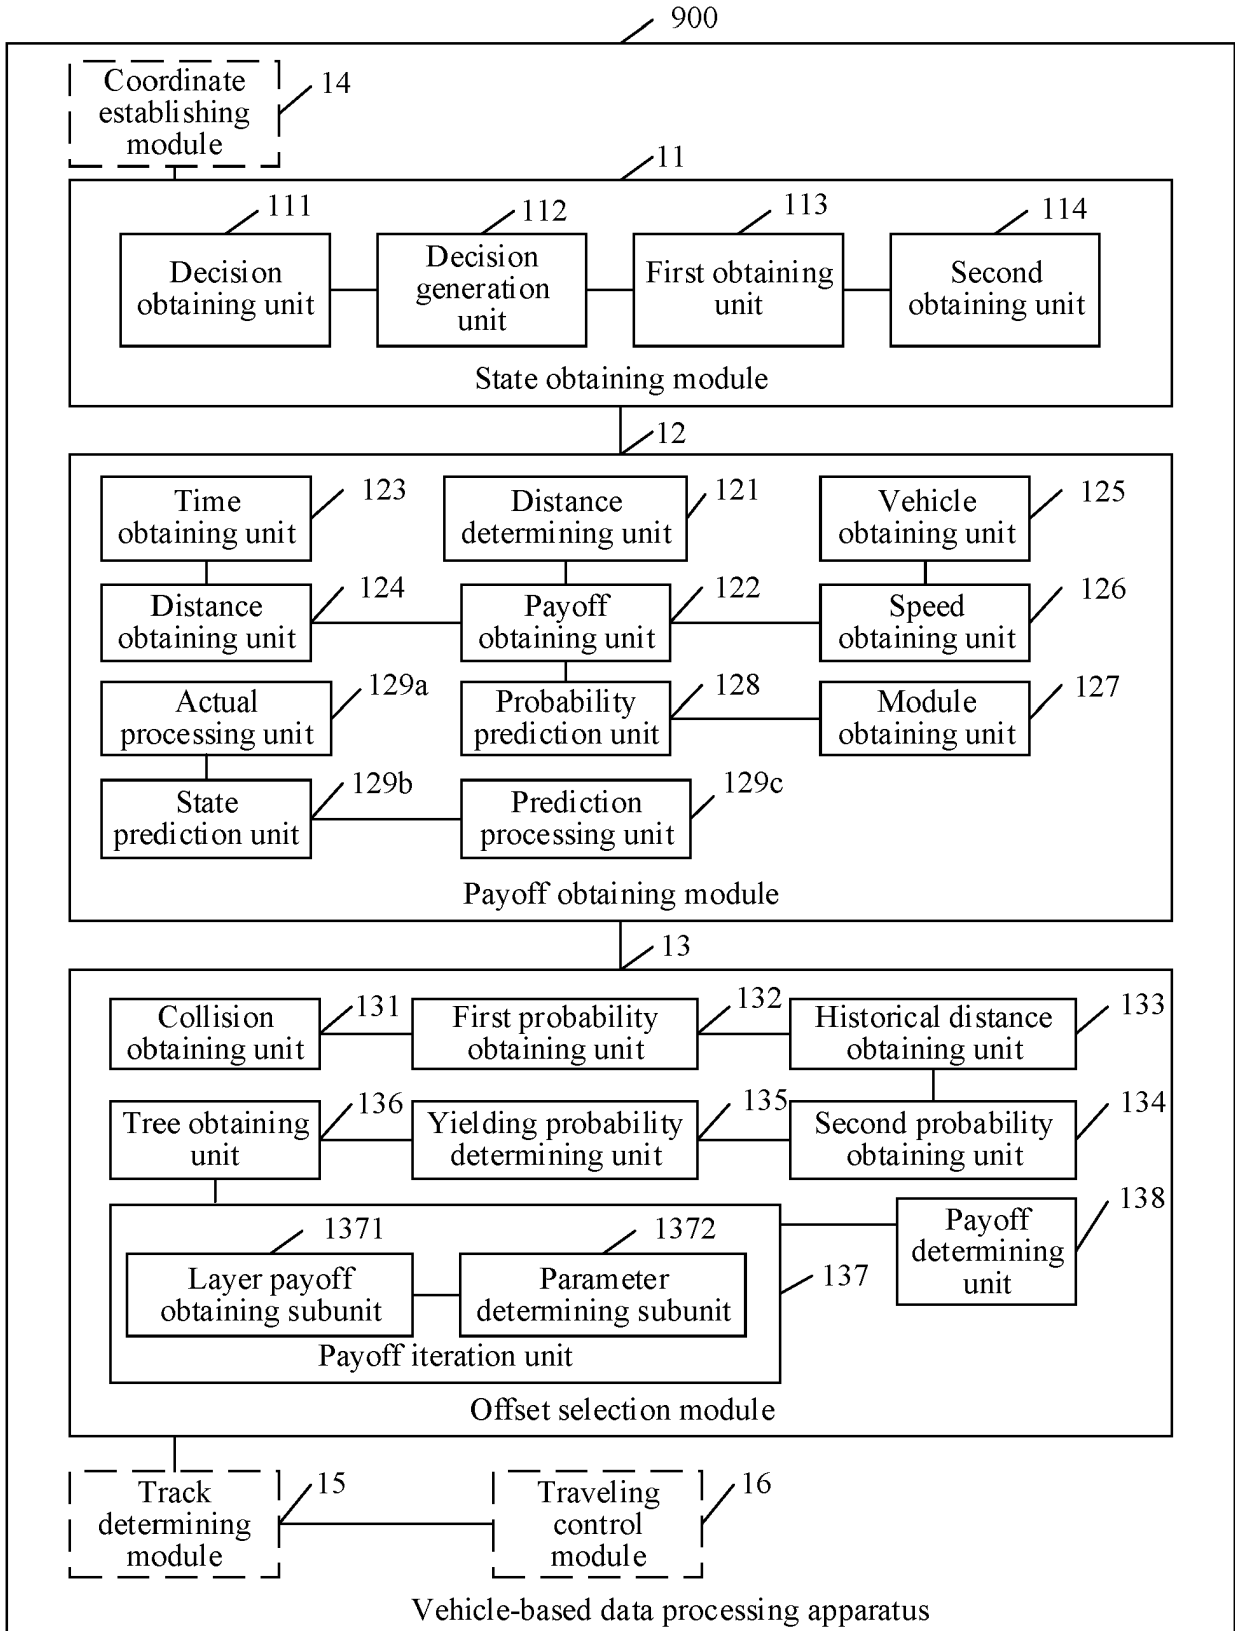 900
Coordinate
establishing
module
14
11
111
112
113
114
Decision
obtaining unit
Decision
generation
unit
First obtaining
unit
Second
obtaining unit
State obtaining module
12
Time
obtaining unit
123
Distance
determining unit
121
Vehicle
obtaining unit
125
Distance
obtaining unit
124
Payoff
obtaining unit
122
Speed
obtaining unit
126
Actual
processing unit
129a
Probability
prediction unit
128
Module
obtaining unit
127
State
prediction unit
129b
Prediction
processing unit
129c
Payoff obtaining module
13
Collision
obtaining unit
131
First probability
obtaining unit
132
Historical distance
obtaining unit
133
Tree obtaining
unit
136
Yielding probability
determining unit
135
Second probability
obtaining unit
134
1371
Layer payoff
obtaining subunit
1372
Parameter
determining subunit
Payoff iteration unit
137
Payoff
determining
unit
138
Offset selection module
Track
determining
module
15
Traveling
control
module
16
Vehicle-based data processing apparatus